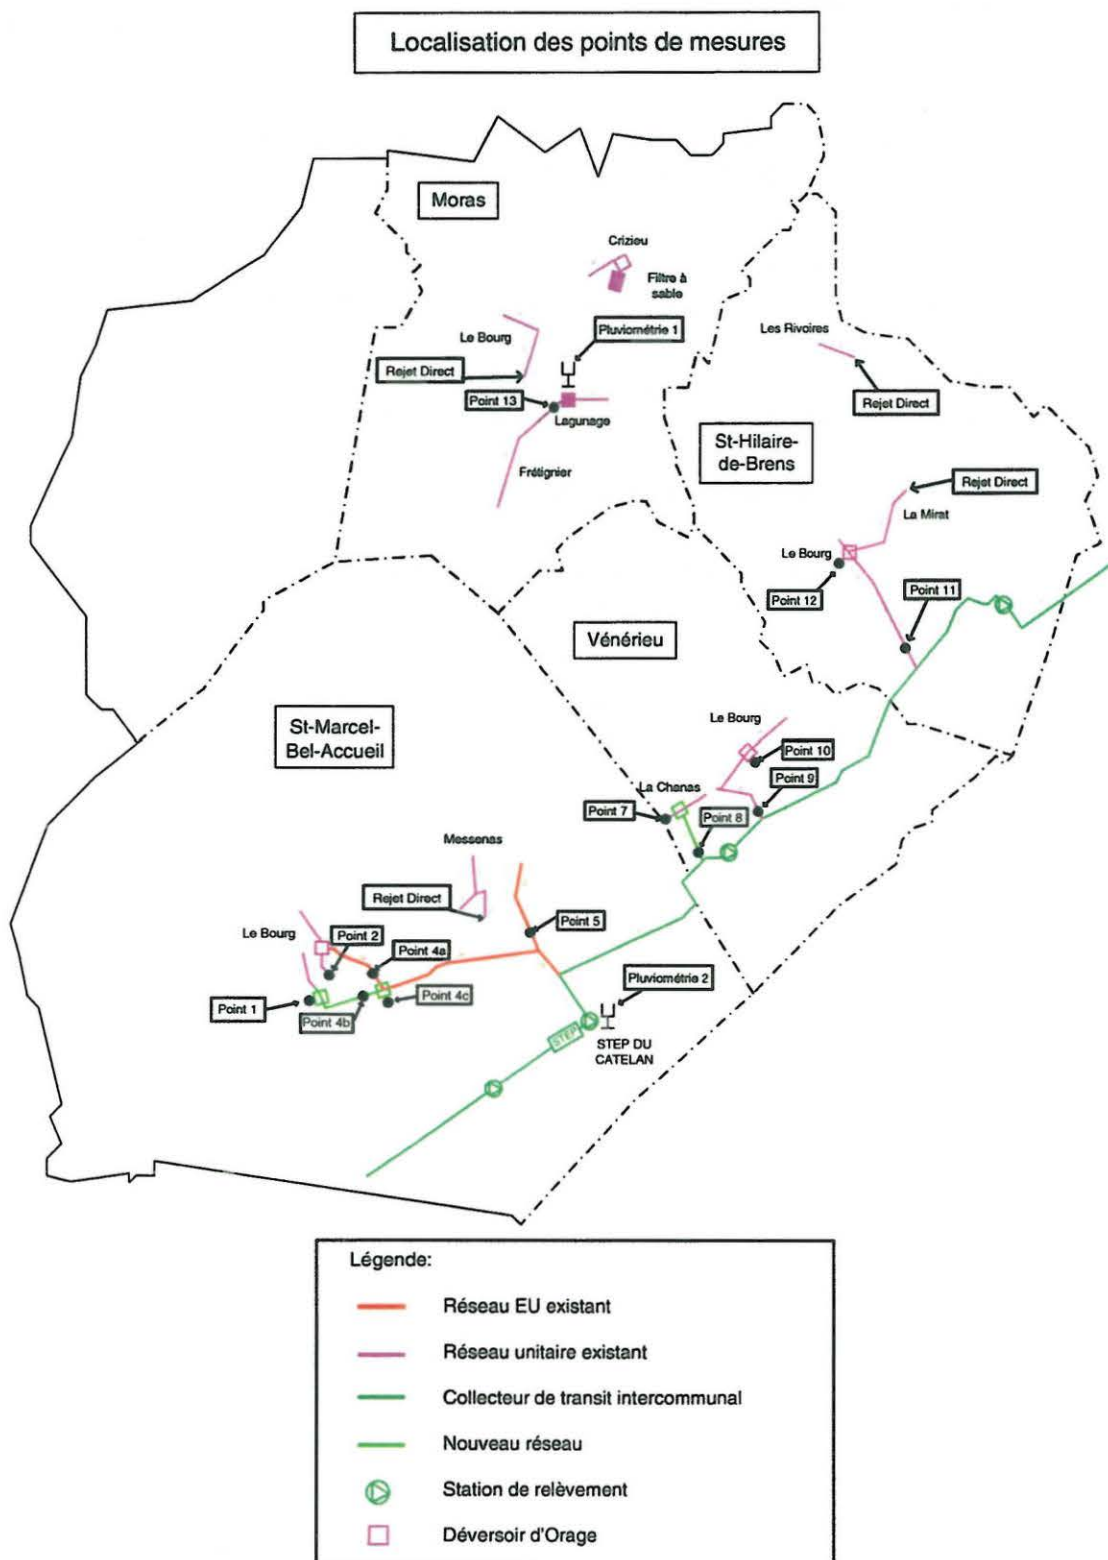 Localisation des points de mesures
Moras
Crizieu
Filtre à
sable
Le Bourg
Pluviométrie 1
Rejet Direct
Point 13
Lagunage
Frétignier
Les Rivoires
Rejet Direct
St-Hilaire-
de-Brens
Rejet Direct
La Mirat
Le Bourg
Point 12
Point 11
Vénérieu
St-Marcel-
Bel-Accueil
Le Bourg
Point 10
Point 9
La Chanas
Point 7
Point 8
Messenas
Rejet Direct
Point 5
Le Bourg
Point 2
Point 4a
Point 1
Point 4b
Point 4c
Pluviométrie 2
STEP
STEP DU
CATELAN
Légende:
Réseau EU existant
Réseau unitaire existant
Collecteur de transit intercommunal
Nouveau réseau
Station de relèvement
Déversoir d'Orage